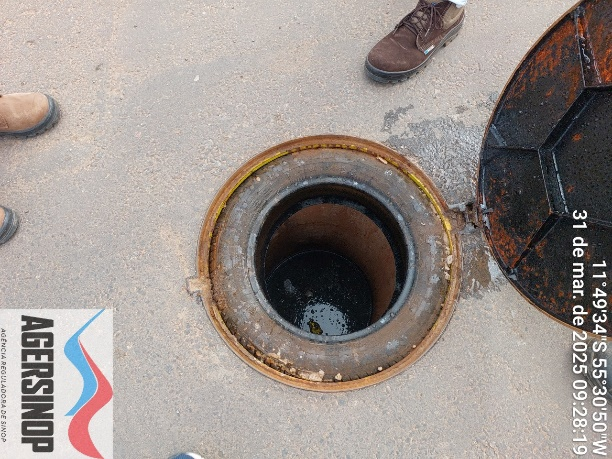 11°49'34"S 55°30'50"W
31 de mar. de 2025 09:28:19
AGERSINOP
AGÊNCIA REGULADORA DE SINOP